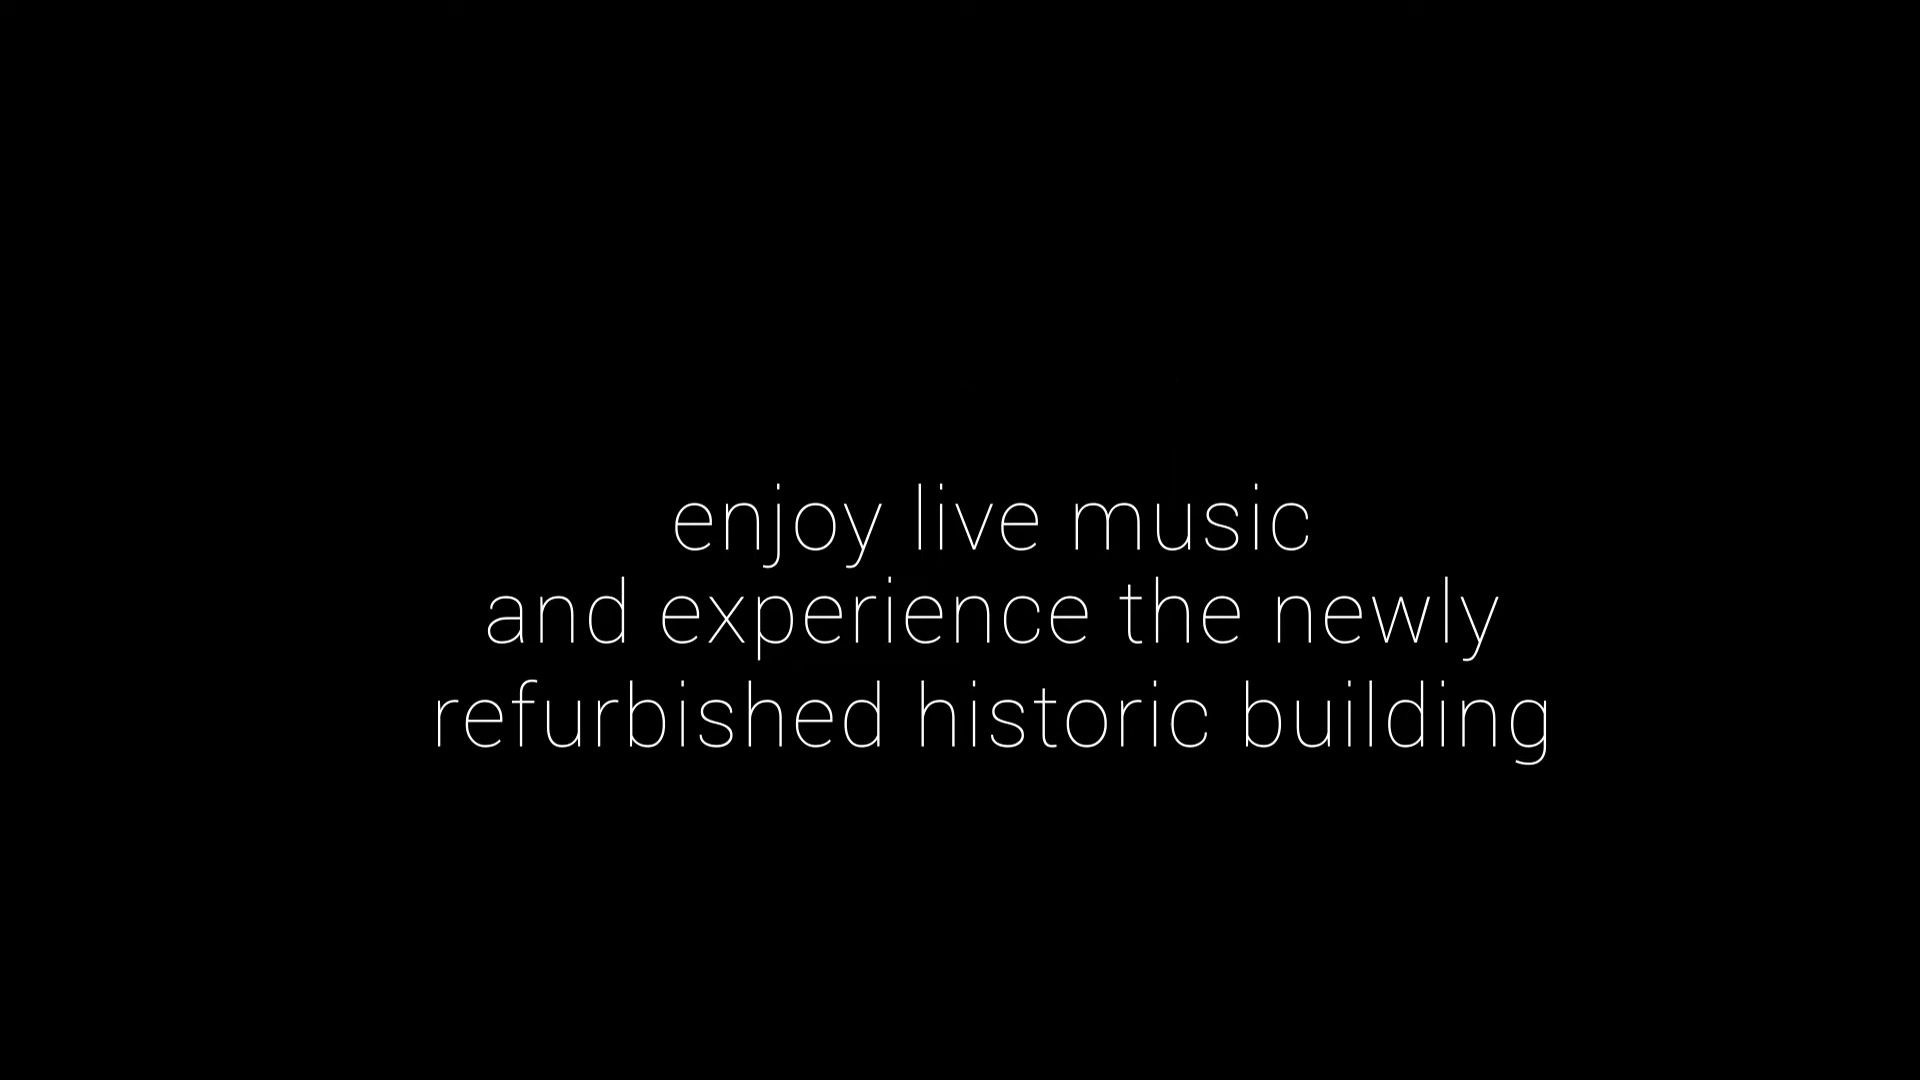 enjoy live music
and experience the newly
refurbished historic building